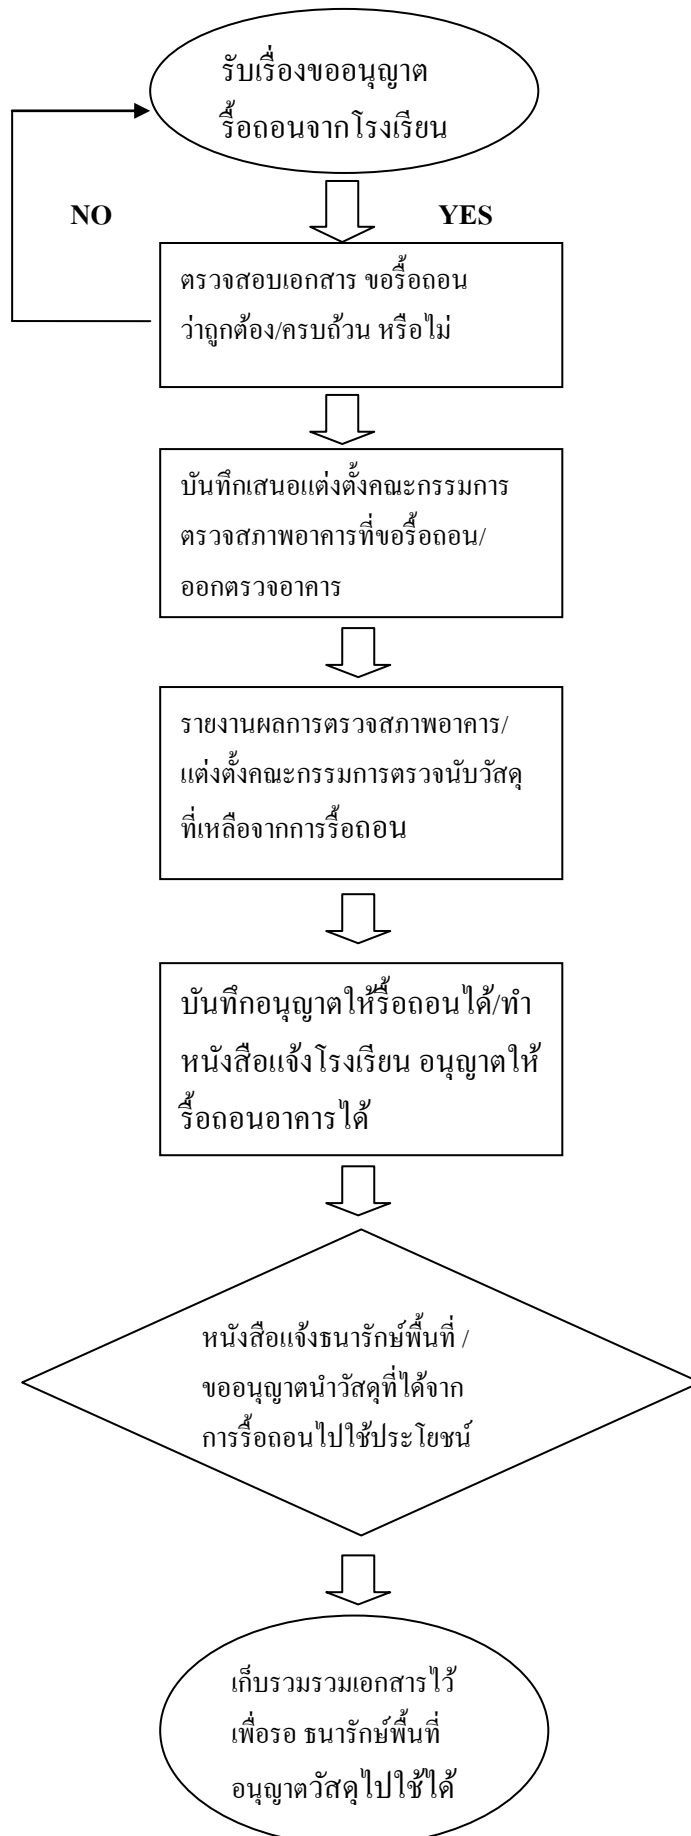 รับเรื่องขออนุญาต
รื้อถอนจากโรงเรียน
NO
YES
ตรวจสอบเอกสาร ขอรื้อถอน
ว่าถูกต้อง/ครบถ้วน หรือไม่
บันทึกเสนอแต่งตั้งคณะกรรมการ
ตรวจสภาพอาคารที่ขอรื้อถอน/
ออกตรวจอาคาร
รายงานผลการตรวจสภาพอาคาร/
แต่งตั้งคณะกรรมการตรวจนับวัสดุ
ที่เหลือจากการรื้อถอน
บันทึกอนุญาตให้รื้อถอนได้/ทำ
หนังสือแจ้งโรงเรียน อนุญาตให้
รื้อถอนอาคารได้
หนังสือแจ้งธนารักษ์พื้นที่ /
ขออนุญาตนำวัสดุที่ได้จาก
การรื้อถอนไปใช้ประโยชน์
เก็บรวมรวมเอกสารไว้
เพื่อรอ ธนารักษ์พื้นที่
อนุญาตวัสดุไปใช้ได้